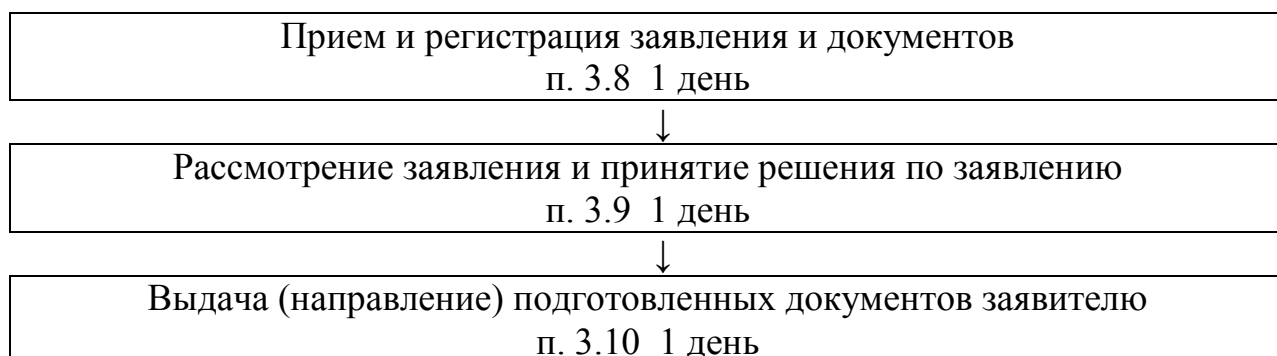 Прием и регистрация заявления и документов
п. 3.8  1 день
↓
Рассмотрение заявления и принятие решения по заявлению
п. 3.9  1 день
↓
Выдача (направление) подготовленных документов заявителю
п. 3.10  1 день